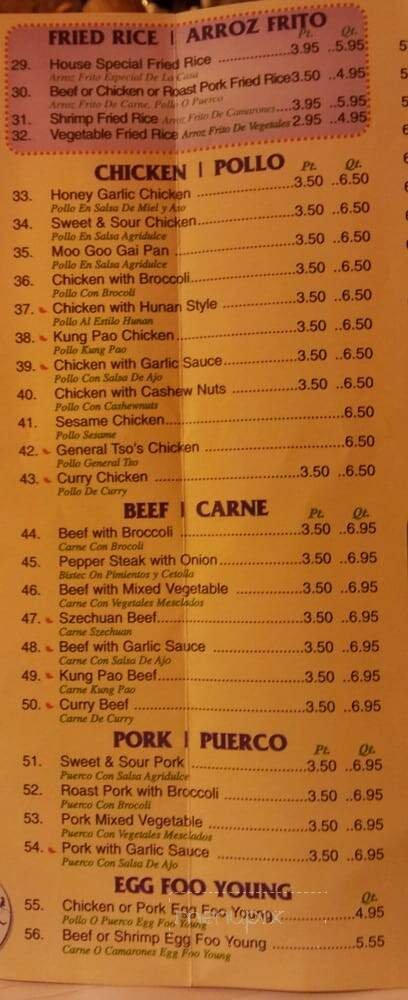 FRIED RICE | ARROZ FRITO
Pt. Qt.
29. House Special Fried Rice ...3.95 ..5.95
Arroz Frito Especial De La Casa
30. Beef or Chicken or Roast Pork Fried Rice3.50 ..4.95
Arroz Frito De Carne, Pollo O Puerco
31. Shrimp Fried Rice Arroz Frito De Camarones....3.95 ..5.95
32. Vegetable Fried Rice Arroz Frito De Vegetales 2.95 ..4.95
CHICKEN | POLLO Pt. Qt.
33. Honey Garlic Chicken ...3.50 ..6.50
Pollo En Salsa De Miel y Aso
34. Sweet & Sour Chicken...3.50 ..6.50
Pollo En Salsa Agridulce
35. Moo Goo Gai Pan ...3.50 ..6.50
Pollo En Salsa Agridulce
36. Chicken with Broccoli...3.50 ..6.50
Pollo Con Brocoli
37. Chicken with Hunan Style ...3.50 ..6.50
Pollo Al Estilo Hunan
38. Kung Pao Chicken...3.50 ..6.50
Pollo Kung Pao
39. Chicken with Garlic Sauce...3.50 ..6.50
Pollo Con Salsa De Ajo
40. Chicken with Cashew Nuts ...3.50 ..6.50
Pollo Con Cashewnuts
41. Sesame Chicken...6.50
Pollo Sesame
42. General Tso's Chicken ...6.50
Pollo General Tso
43. Curry Chicken ...3.50 ..6.50
Pollo De Curry
BEEF | CARNE Pt. Qt.
44. Beef with Broccoli ...3.50 ..6.95
Carne Con Brocoli
45. Pepper Steak with Onion...3.50 ..6.95
Bistec On Pimientos y Cetolla
46. Beef with Mixed Vegetable ...3.50 ..6.95
Carne Con Vegetales Mesclados
47. Szechuan Beef...3.50 ..6.95
Carne Szechuan
48. Beef with Garlic Sauce ...3.50 ..6.95
Carne Con Salsa De Ajo
49. Kung Pao Beef...3.50 ..6.95
Carne Kung Pao
50. Curry Beef ...3.50 ..6.95
Carne De Curry
PORK | PUERCO Pt. Qt.
51. Sweet & Sour Pork ...3.50 ..6.95
Puerco Con Salsa Agridulce
52. Roast Pork with Broccoli ...3.50 ..6.95
Puerco Con Brocoli
53. Pork Mixed Vegetable ...3.50 ..6.95
Puerco Con Vegetales Mesclados
54. Pork with Garlic Sauce ...3.50 ..6.95
Puerco Con Salsa De Ajo
EGG FOO YOUNG Qt.
55. Chicken or Pork Egg Foo Young...4.95
Pollo O Puerco Egg Foo Young
56. Beef or Shrimp Egg Foo Young ...5.55
Carne O Camarones Egg Foo Young